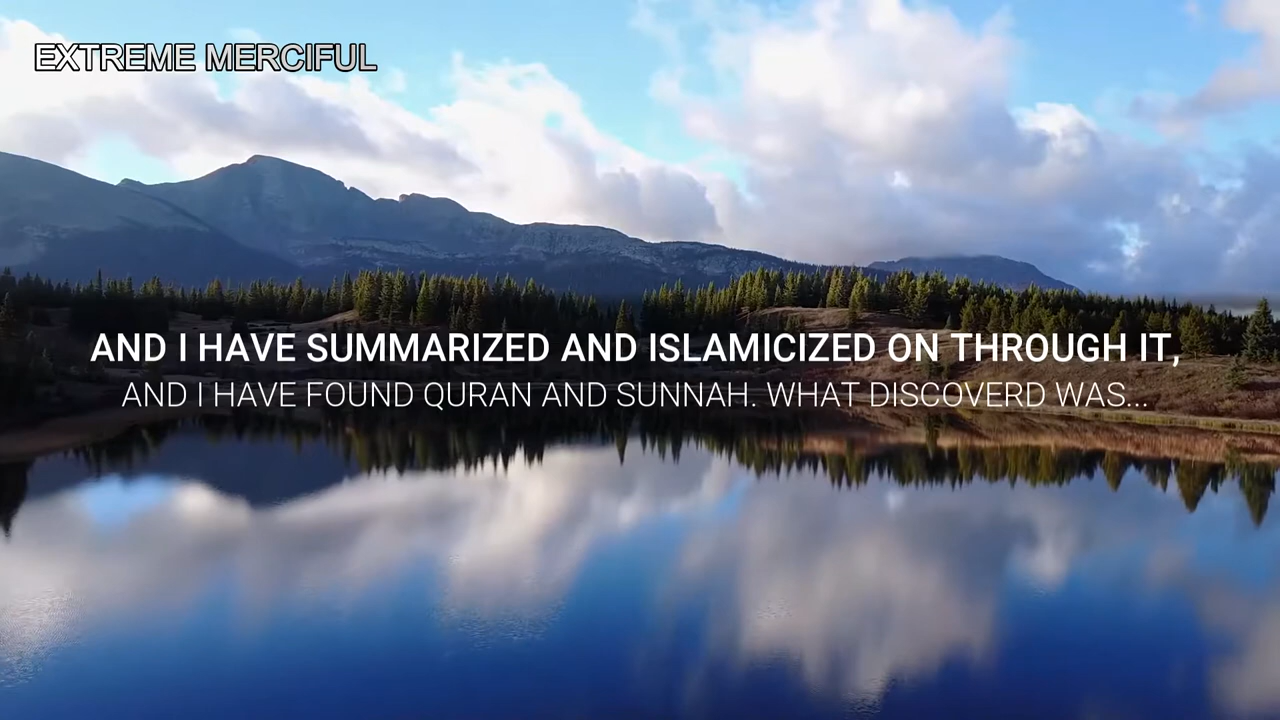 EXTREME MERCIFUL
AND I HAVE SUMMARIZED AND ISLAMICIZED ON THROUGH IT,
AND I HAVE FOUND QURAN AND SUNNAH. WHAT DISCOVERD WAS...